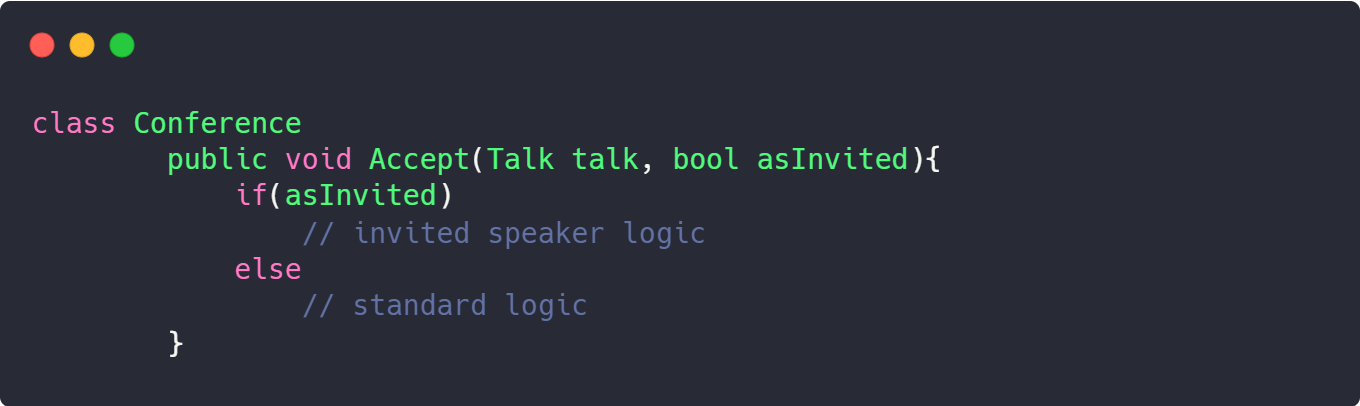 class Conference
        public void Accept(Talk talk, bool asInvited){
            if(asInvited)
                // invited speaker logic
            else
                // standard logic
        }